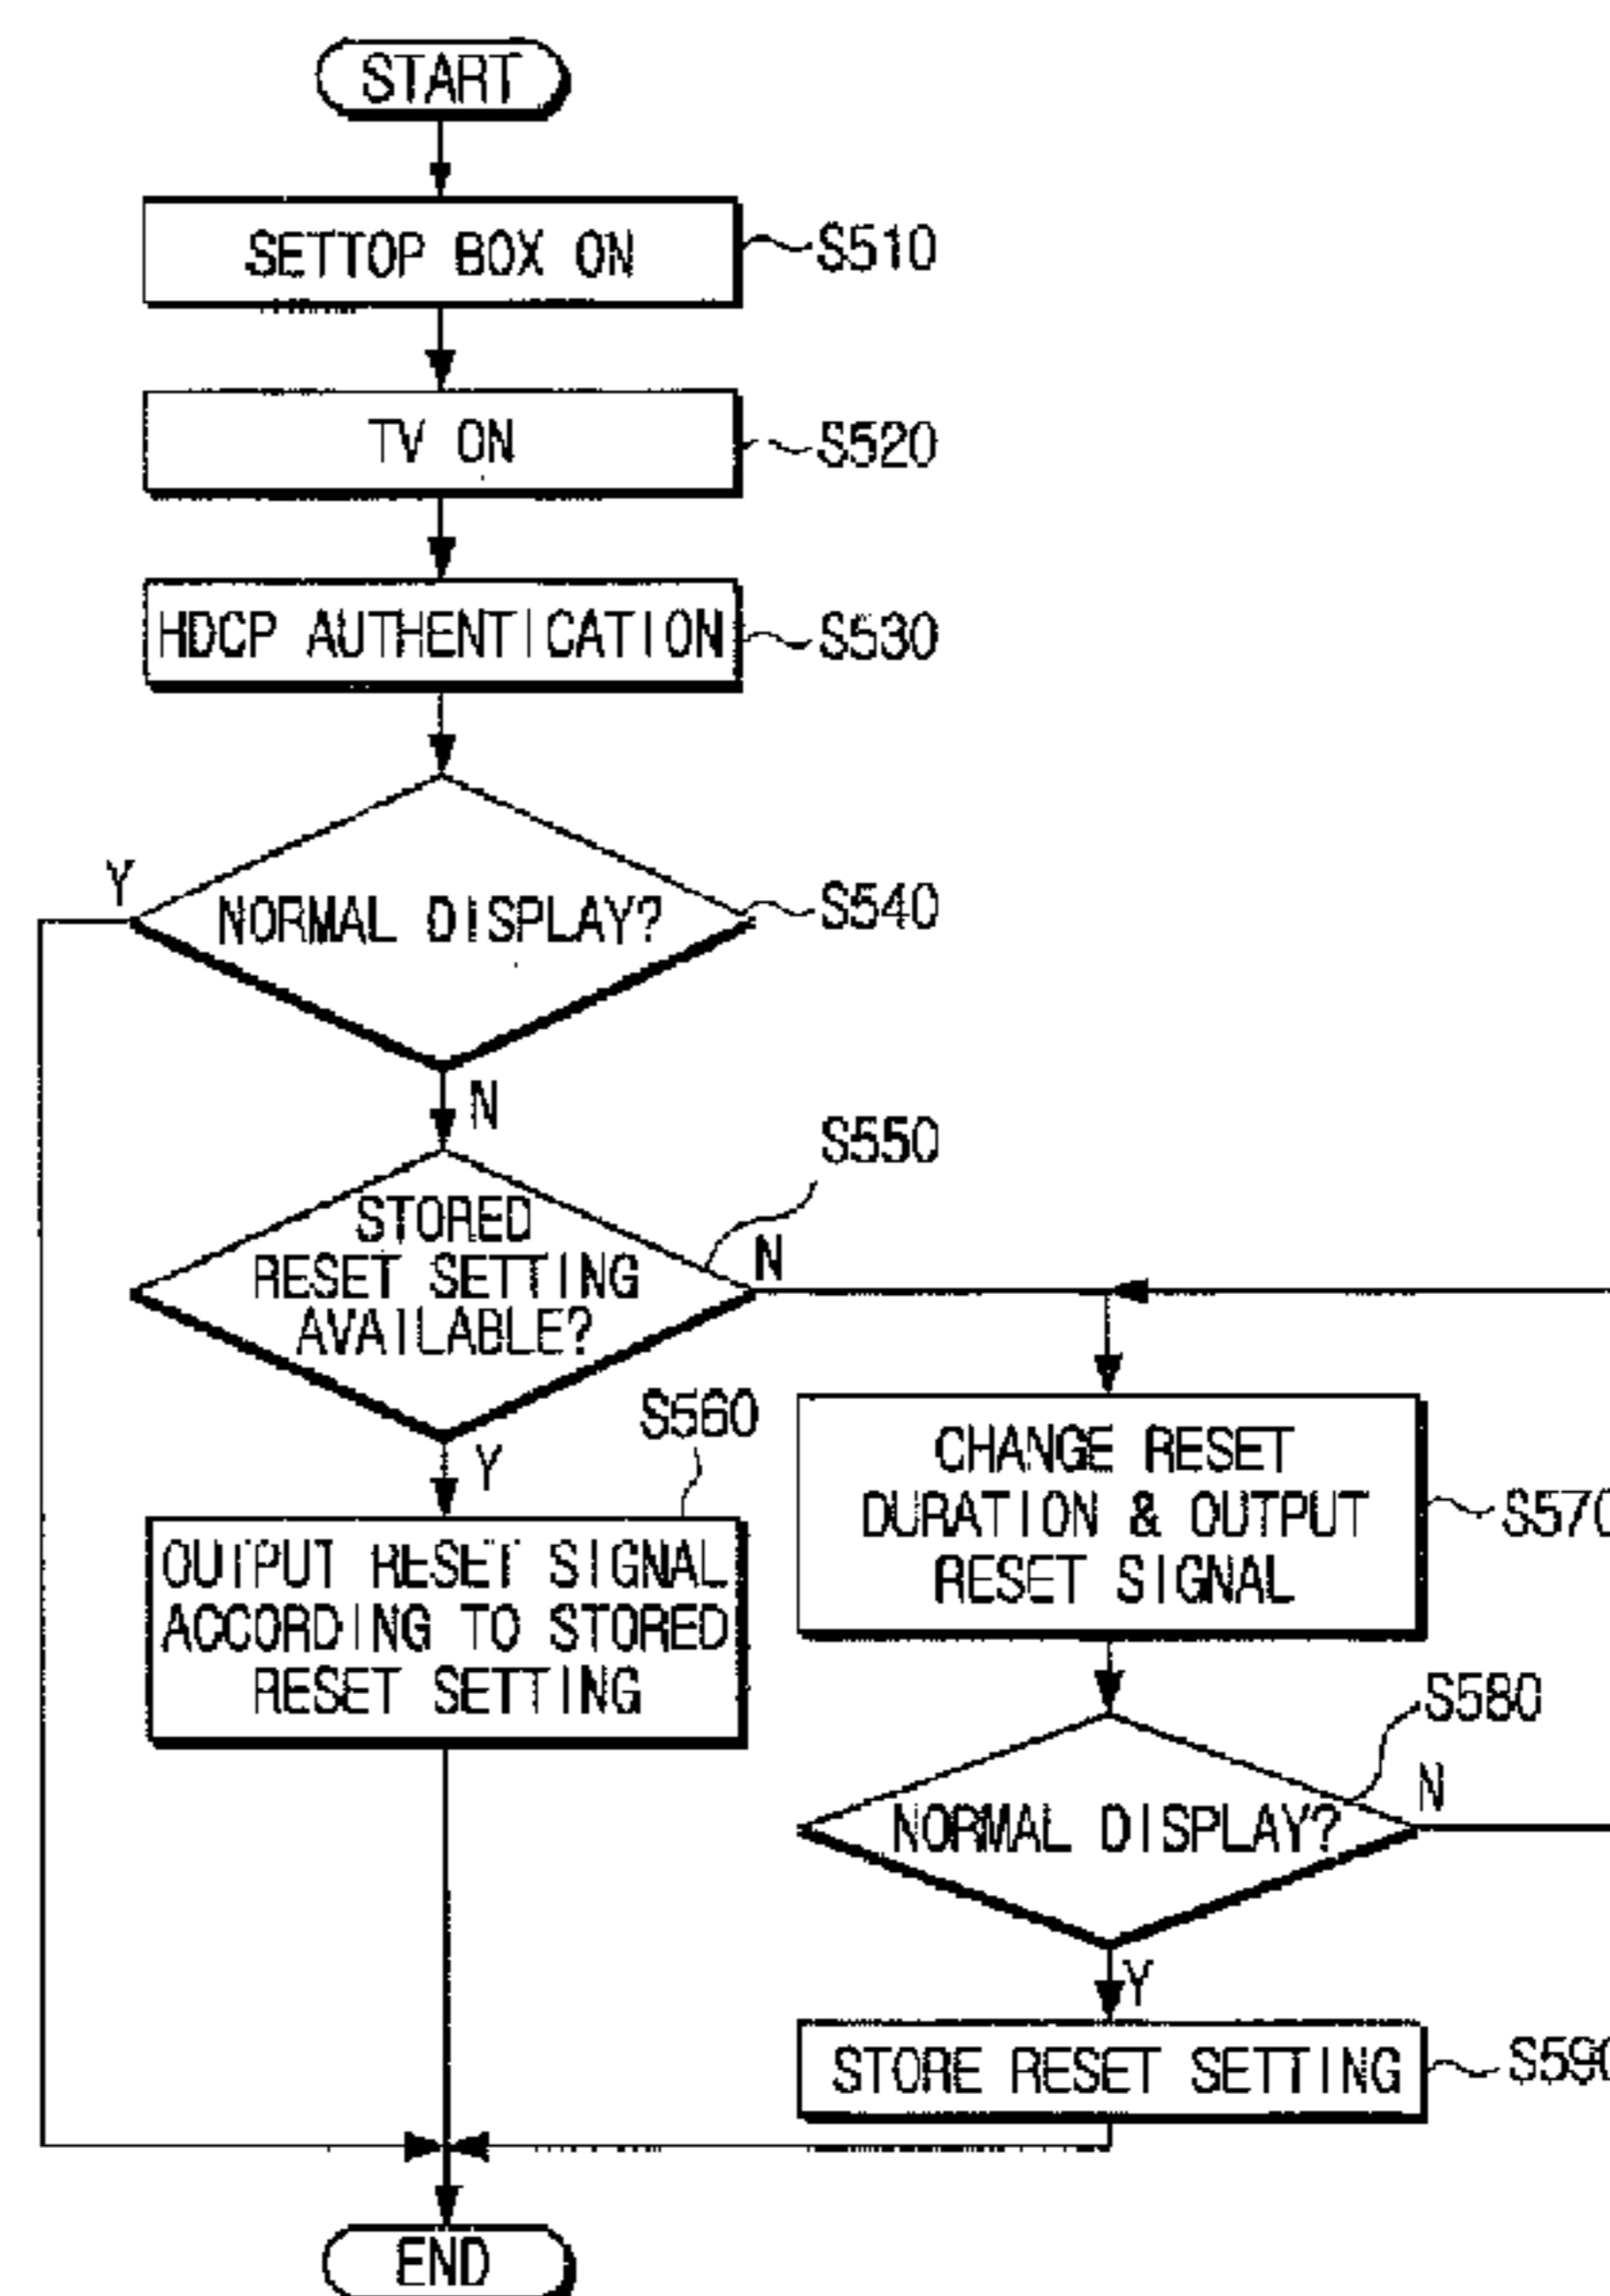 START
SETTOP BOX ON
S510
TV ON
S520
HDCP AUTHENTICATION
S530
NORMAL DISPLAY?
S540
Y
N
STORED
RESET SETTING
AVAILABLE?
S550
N
Y
S560
OUTPUT RESET SIGNAL
ACCORDING TO STORED
RESET SETTING
CHANGE RESET
DURATION & OUTPUT
RESET SIGNAL
S570
NORMAL DISPLAY?
S580
N
Y
STORE RESET SETTING
S590
END